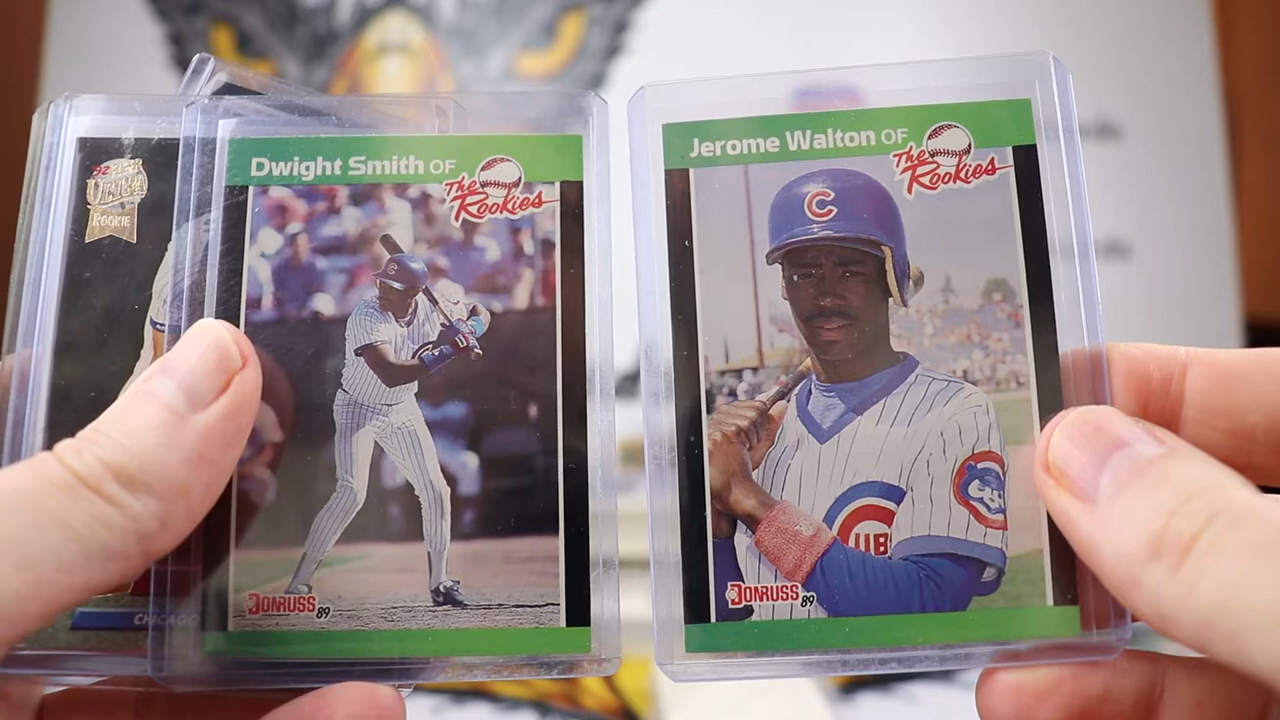 '92 FLEER
ULTRA
ROOKIE
CHICAGO
Dwight Smith OF
The
Rookies
C
DONRUSS 89
Jerome Walton OF
The
Rookies
C
UBS
DONRUSS 89